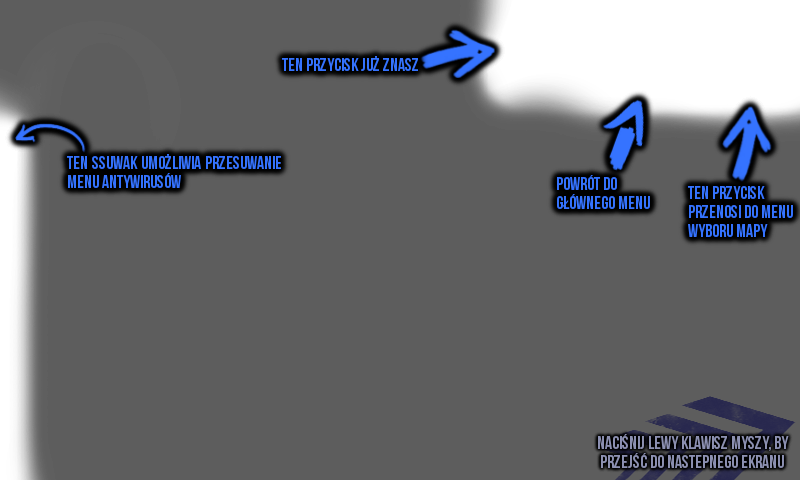 TEN PRZYCISK JUŻ ZNASZ
TEN SSUWAK UMOŻLIWIA PRZESUWANIE
MENU ANTYWIRUSÓW
POWRÓT DO
GŁÓWNEGO MENU
TEN PRZYCISK
PRZENOSI DO MENU
WYBORU MAPY
NACIŚNIJ LEWY KLAWISZ MYSZY, BY
PRZEJŚĆ DO NASTEPNEGO EKRANU